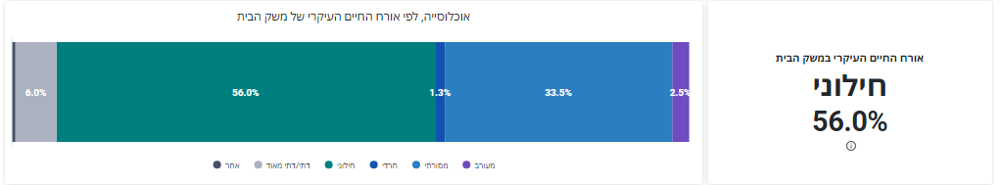 אוכלוסייה, לפי אורח החיים העיקרי של משק הבית
6.0%
56.0%
1.3%
33.5%
2.5%
אחר
דתי/דתי מאוד
חילוני
חרדי
מסורתי
מעורב
אורח החיים העיקרי במשק הבית
חילוני
56.0%